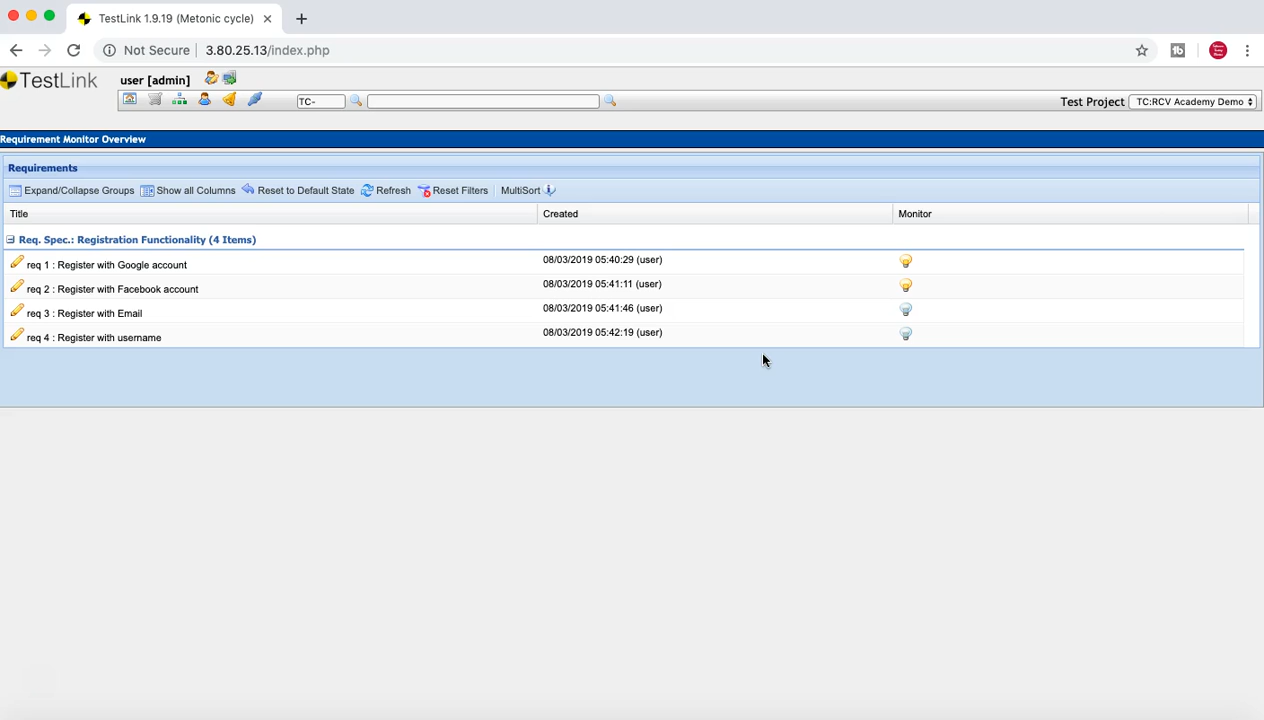 TestLink 1.9.19 (Metonic cycle)
Not Secure 3.80.25.13/index.php
TestLink user [admin]
TC- Test Project TC:RCV Academy Demo
Requirement Monitor Overview
Requirements
Expand/Collapse Groups Show all Columns Reset to Default State Refresh Reset Filters MultiSort
Title Created Monitor
Req. Spec.: Registration Functionality (4 Items)
req 1 : Register with Google account 08/03/2019 05:40:29 (user)
req 2 : Register with Facebook account 08/03/2019 05:41:11 (user)
req 3 : Register with Email 08/03/2019 05:41:46 (user)
req 4 : Register with username 08/03/2019 05:42:19 (user)